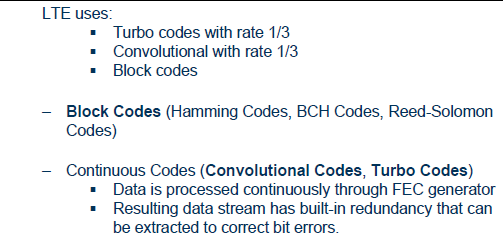 LTE uses:
▪ Turbo codes with rate 1/3
▪ Convolutional with rate 1/3
▪ Block codes
– Block Codes (Hamming Codes, BCH Codes, Reed-Solomon
Codes)
– Continuous Codes (Convolutional Codes, Turbo Codes)
▪ Data is processed continuously through FEC generator
▪ Resulting data stream has built-in redundancy that can
be extracted to correct bit errors.